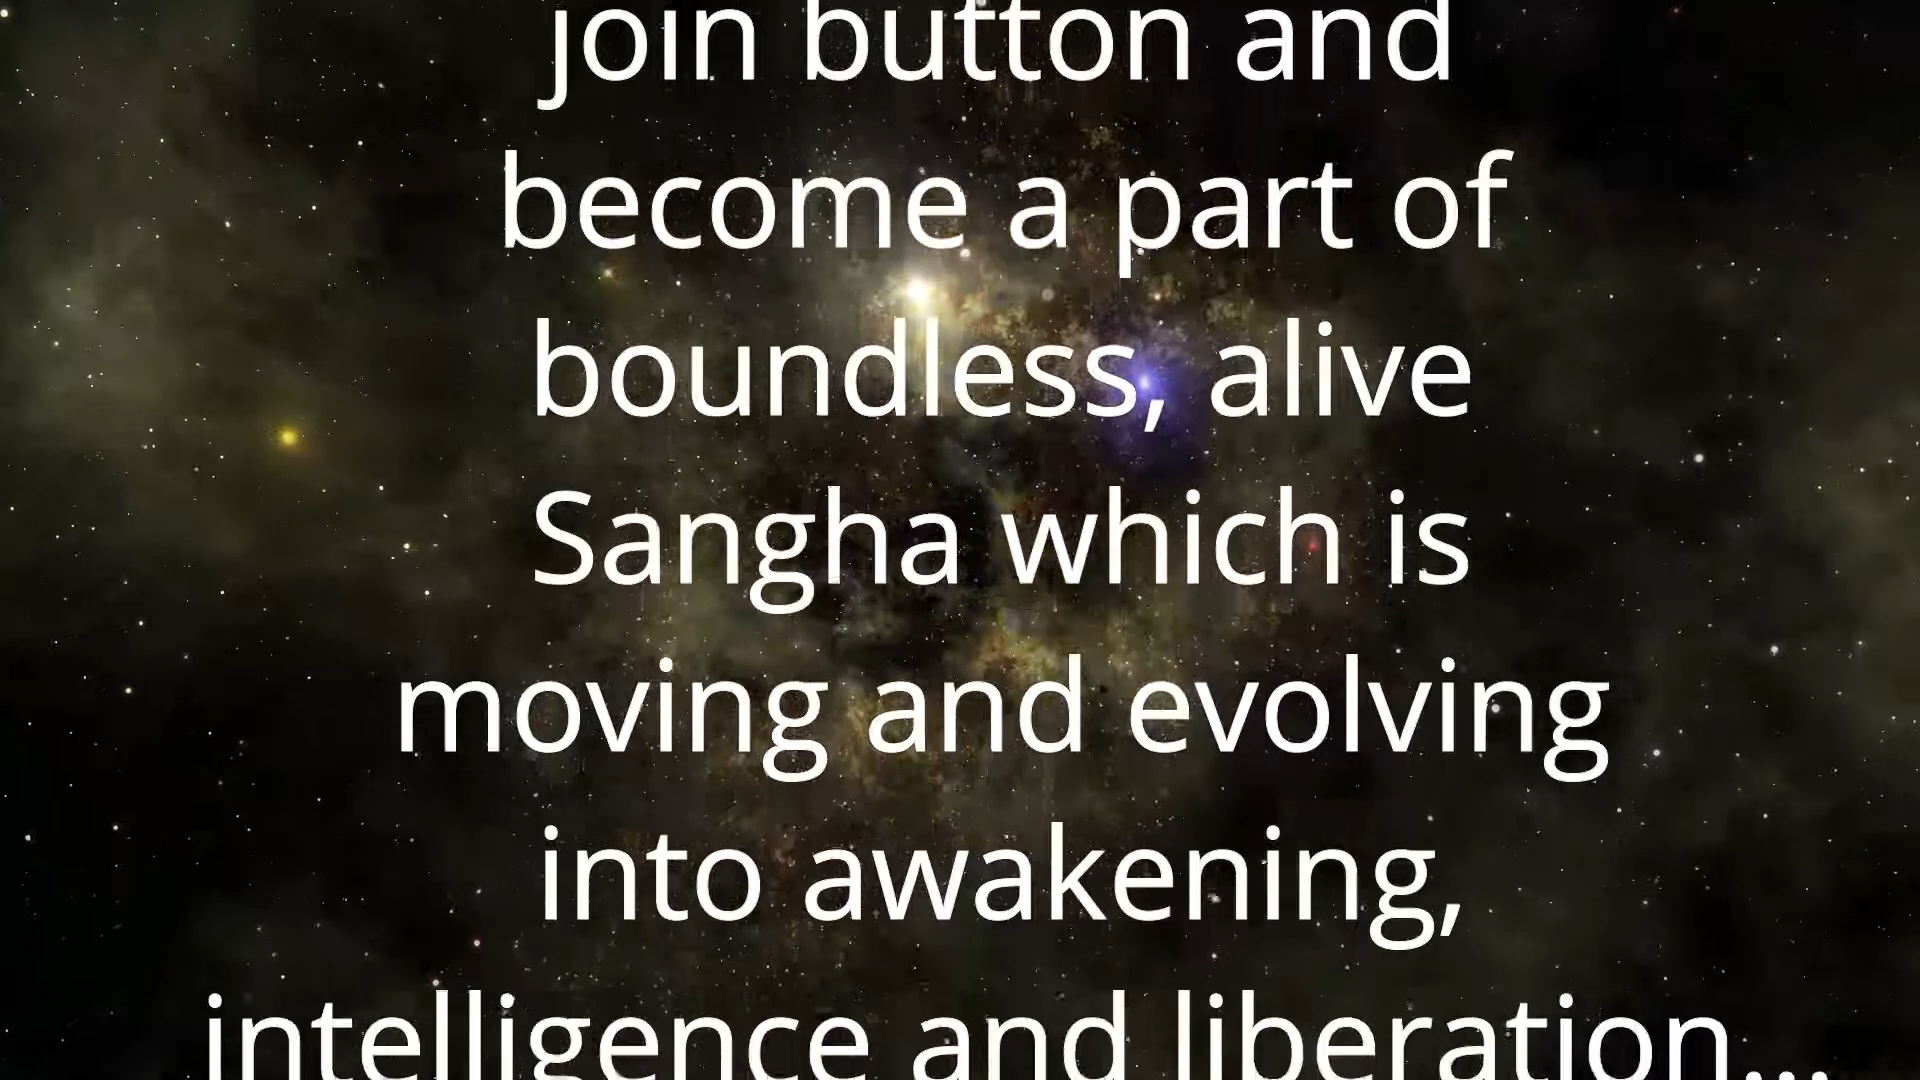 join button and
become a part of
boundless, alive
Sangha which is
moving and evolving
into awakening,
intelligence and liberation...